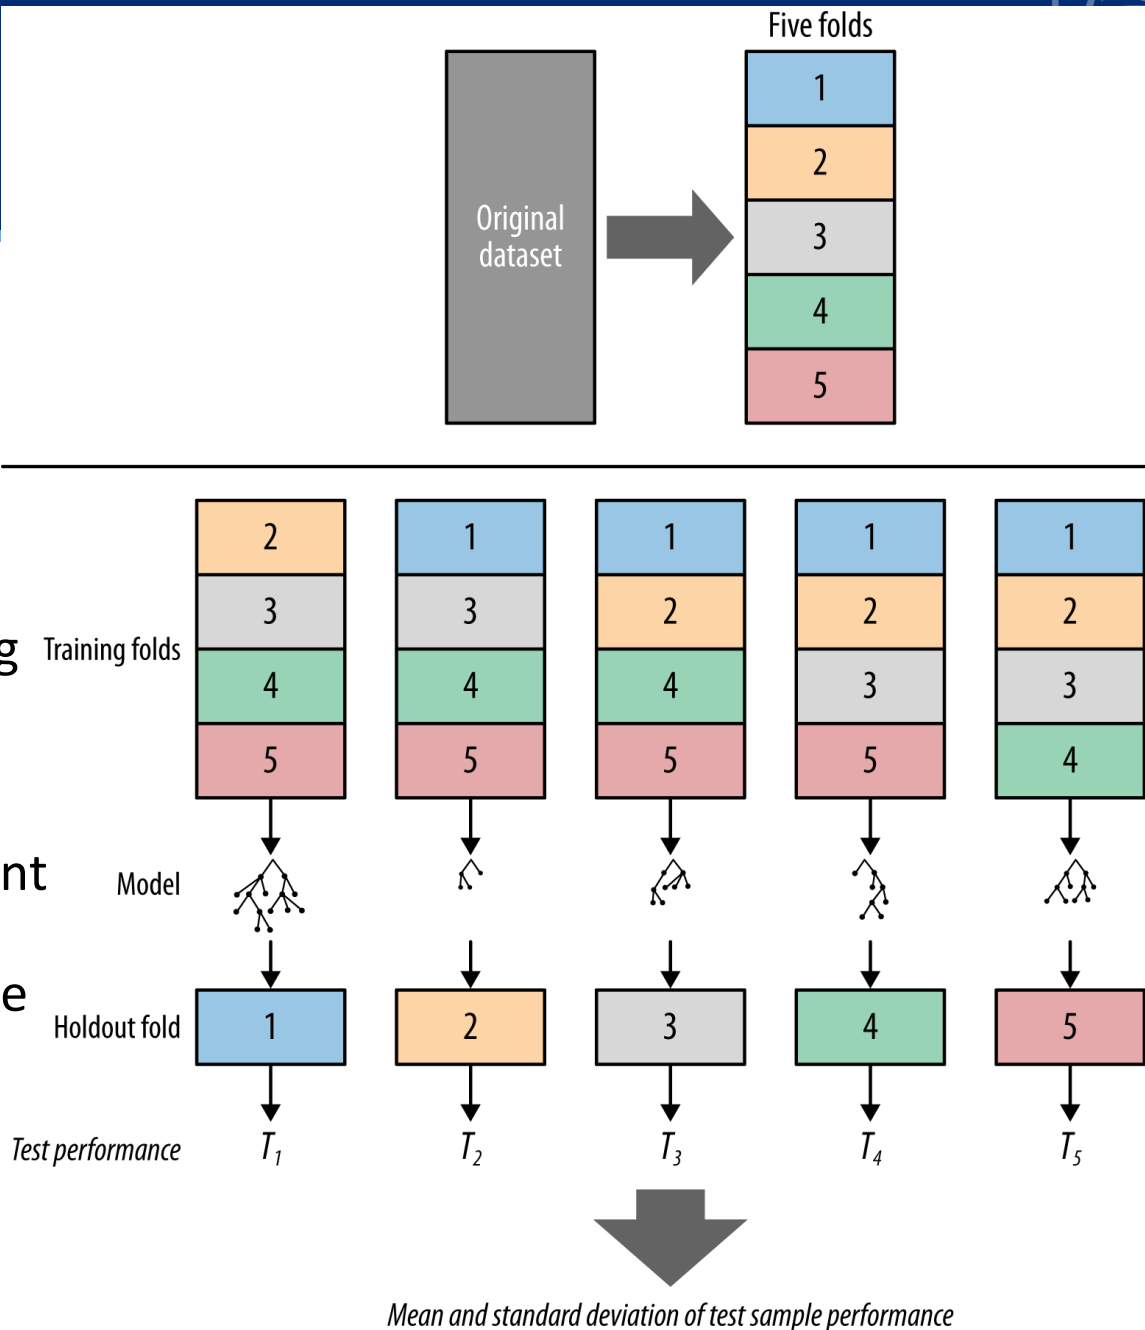 Five folds
Original
dataset
1
2
3
4
5
2 1 1 1 1
3 3 2 2 2
g Training folds
4 4 4 3 3
5 5 5 5 4
nt Model
e
Holdout fold 1 2 3 4 5
Test performance T1 T2 T3 T4 T5
Mean and standard deviation of test sample performance